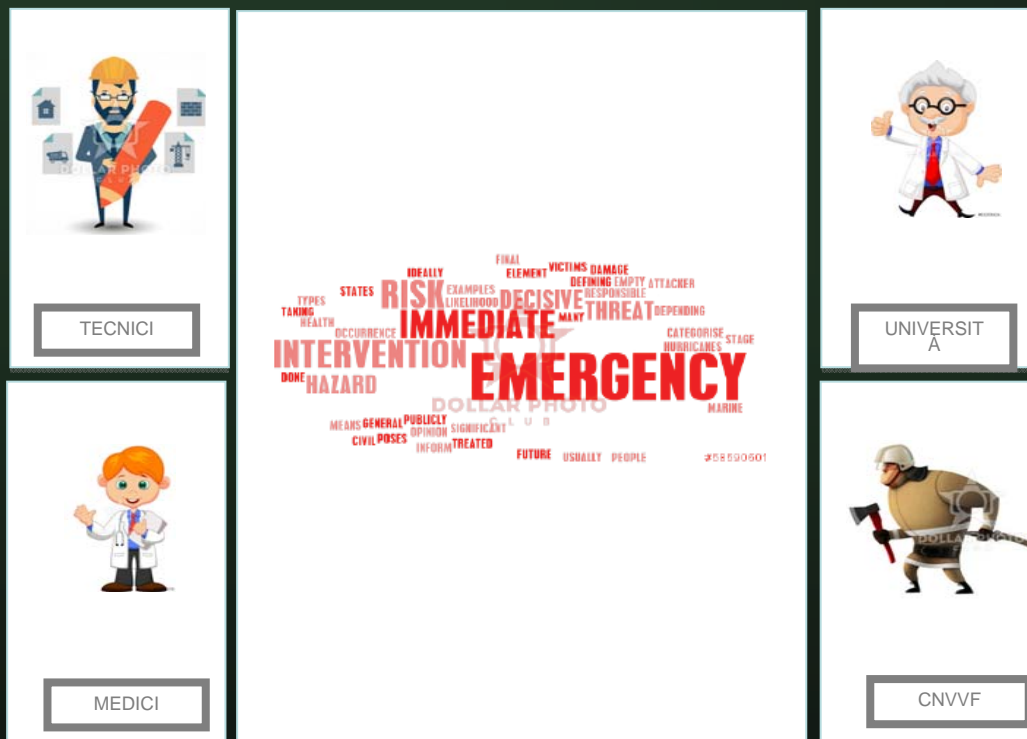 TECNICI
FINAL
IDEALLY ELEMENT VICTIMS DAMAGE
DEFINING EMPTY ATTACKER
STATES RISK EXAMPLES DECISIVE RESPONSIBLE
TYPES LIKELIHOOD THREAT DEPENDING
TAKING MANY
HEALTH IMMEDIATE
OCCURRENCE CATEGORISE STAGE
INTERVENTION HURRICANES
EMERGENCY
DONE HAZARD
DOLLAR PHOTO
CLUB
MARINE
MEANS GENERAL PUBLICLY
OPINION SIGNIFICANT
CIVIL POSES
INFORM TREATED
FUTURE USUALLY PEOPLE
#58590601
UNIVERSIT
À
MEDICI
CNVVF